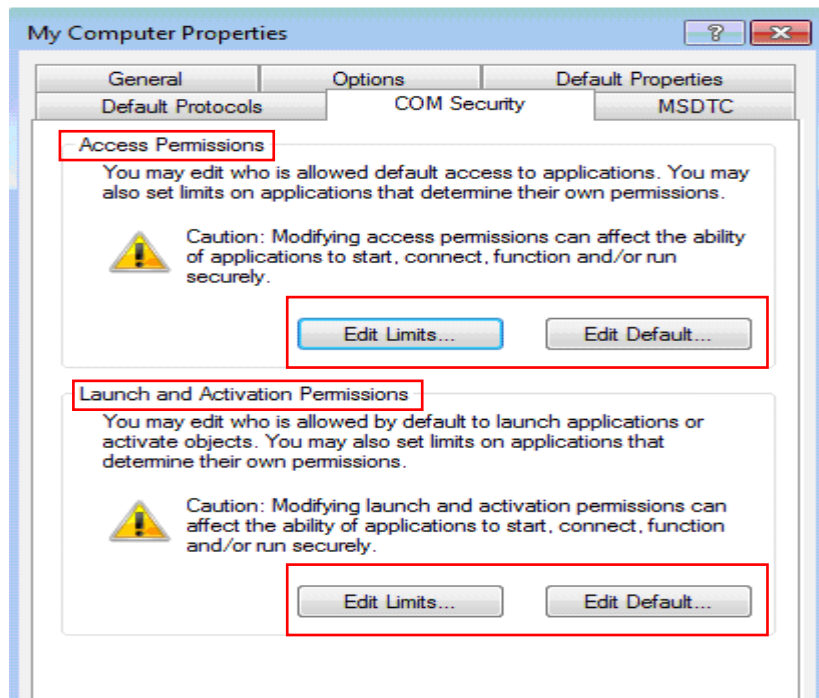 My Computer Properties
General Options Default Properties
Default Protocols COM Security MSDTC
Access Permissions
You may edit who is allowed default access to applications. You may
also set limits on applications that determine their own permissions.
Caution: Modifying access permissions can affect the ability
of applications to start, connect, function and/or run
securely.
Edit Limits... Edit Default...
Launch and Activation Permissions
You may edit who is allowed by default to launch applications or
activate objects. You may also set limits on applications that
determine their own permissions.
Caution: Modifying launch and activation permissions can
affect the ability of applications to start, connect, function
and/or run securely.
Edit Limits... Edit Default...